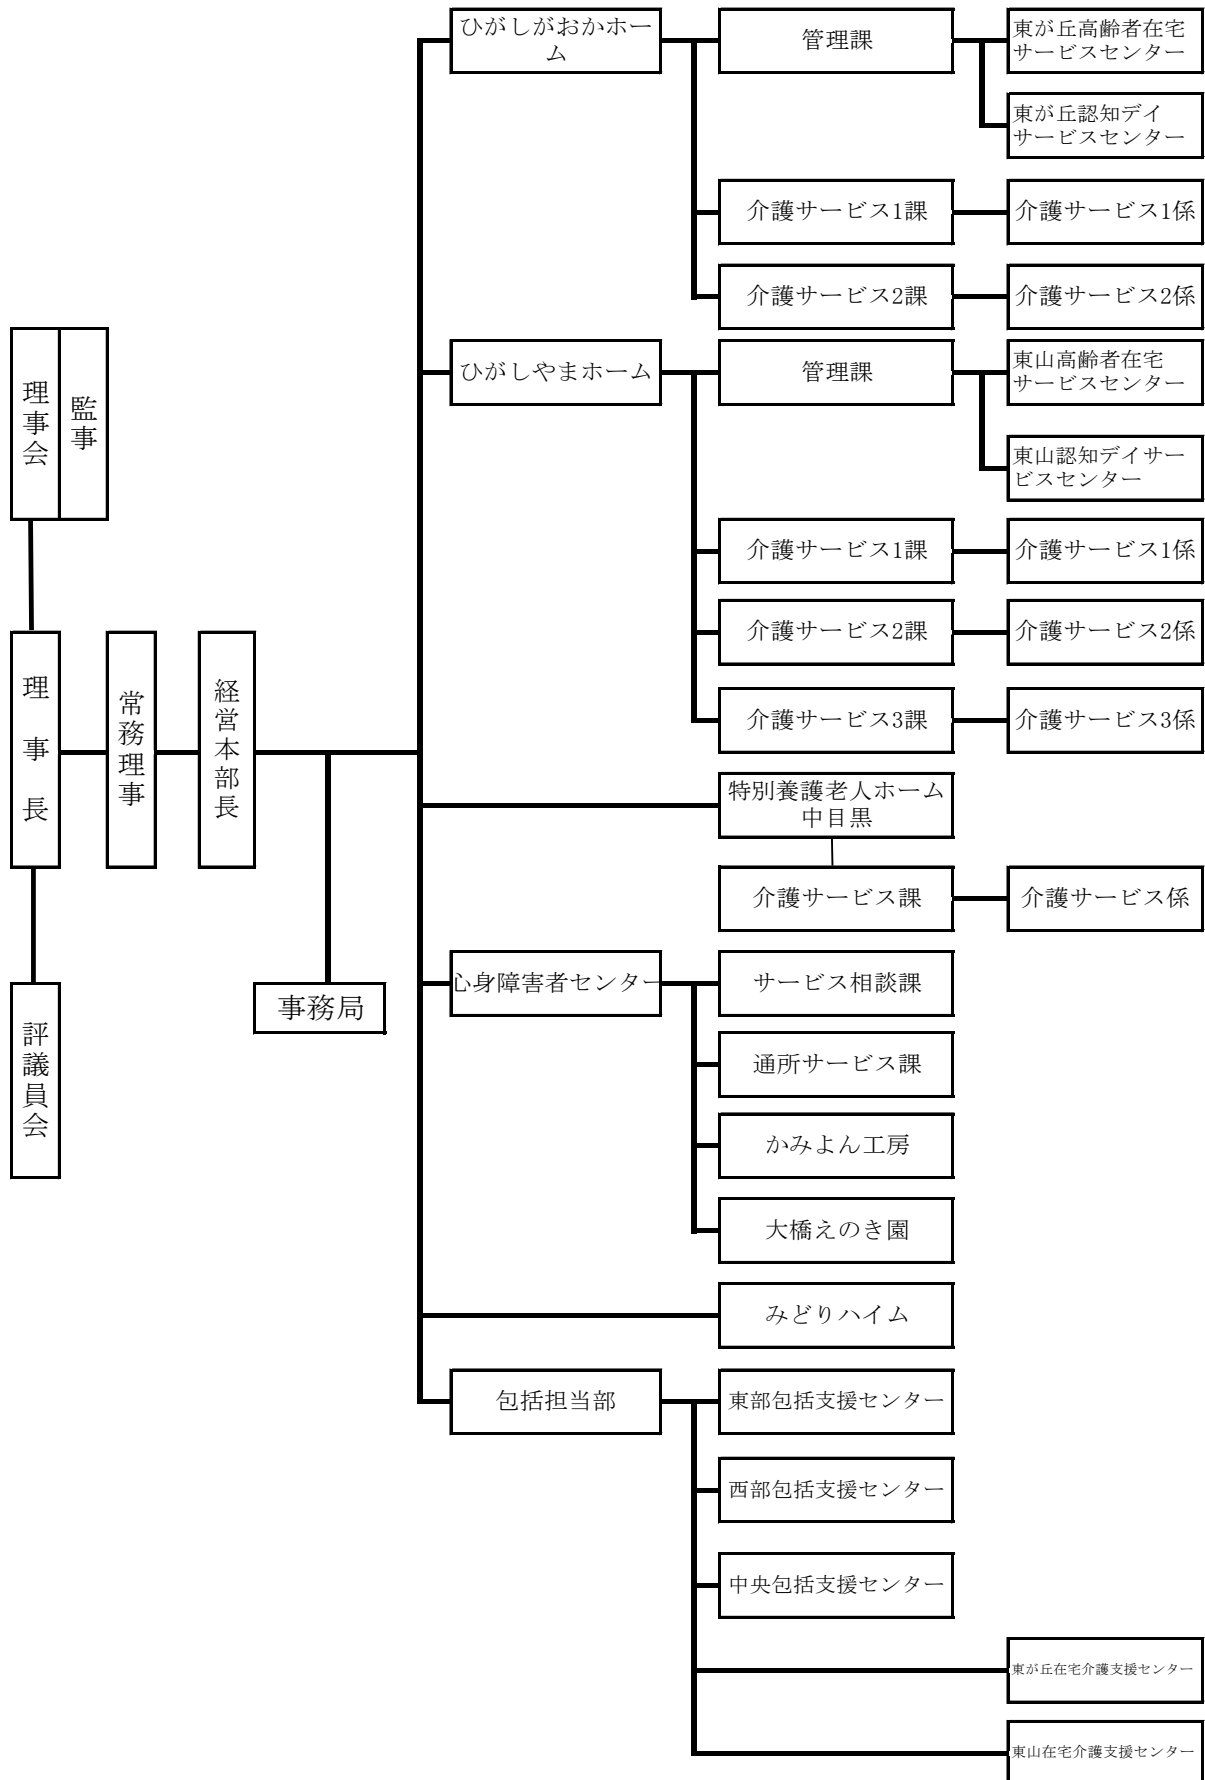 ひがしがおかホー
ム
管理課
東が丘高齢者在宅
サービスセンター
東が丘認知デイ
サービスセンター
介護サービス1課
介護サービス1係
介護サービス2課
介護サービス2係
理事会
監事
ひがしやまホーム
管理課
東山高齢者在宅
サービスセンター
東山認知デイサー
ビスセンター
介護サービス1課
介護サービス1係
介護サービス2課
介護サービス2係
介護サービス3課
介護サービス3係
理事長
常務理事
経営本部長
特別養護老人ホーム
中目黒
介護サービス課
介護サービス係
心身障害者センター
サービス相談課
事務局
評議員会
通所サービス課
かみよん工房
大橋えのき園
みどりハイム
包括担当部
東部包括支援センター
西部包括支援センター
中央包括支援センター
東が丘在宅介護支援センター
東山在宅介護支援センター